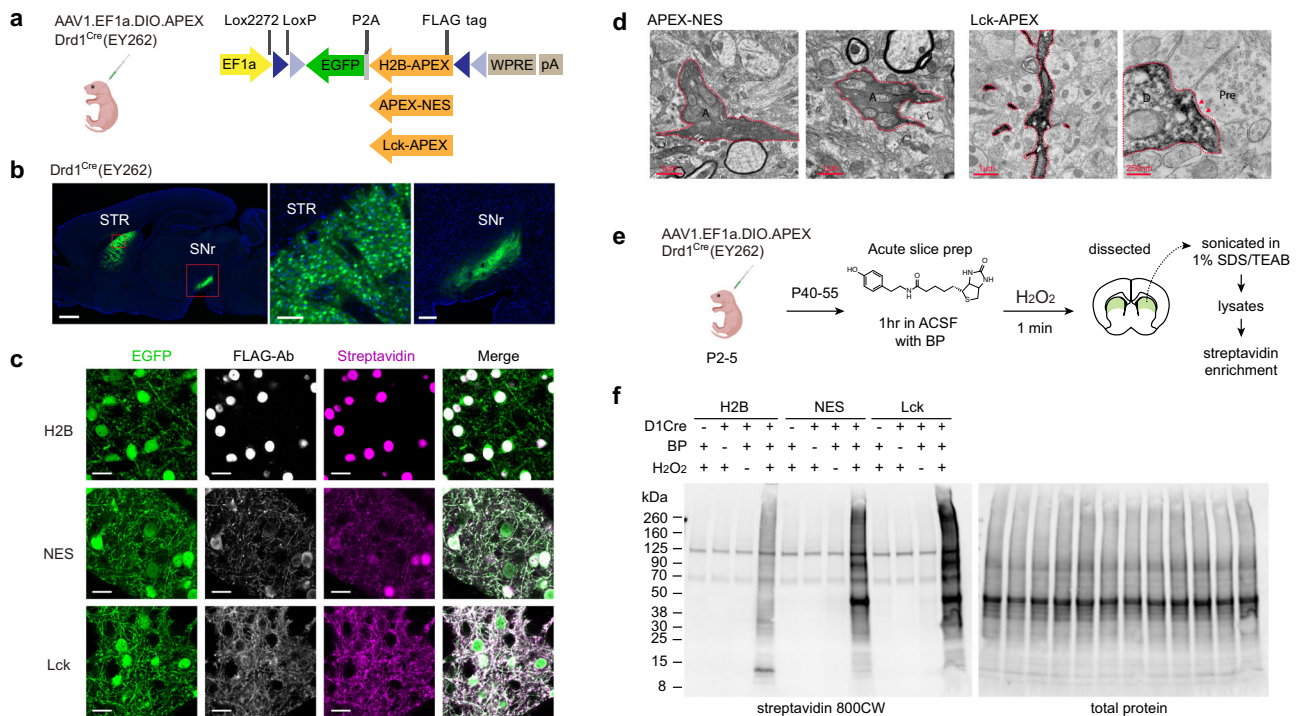 a
AAV1.EF1a.DIO.APEX
Drd1Cre(EY262)
Lox2272 LoxP P2A FLAG tag
EF1a EGFP H2B-APEX WPRE pA
APEX-NES
Lck-APEX
b
Drd1Cre(EY262)
STR SNr
STR
SNr
c
EGFP FLAG-Ab Streptavidin Merge
H2B
NES
Lck
d
APEX-NES Lck-APEX
A
A
D Pre
1μm
250nm
e
AAV1.EF1a.DIO.APEX
Drd1Cre(EY262)
P2-5
P40-55
Acute slice prep
HO O N H HN NH O S
1hr in ACSF
with BP
H2O2
1 min
dissected
sonicated in
1% SDS/TEAB
lysates
streptavidin
enrichment
f
H2B NES Lck
D1Cre - + + + - + + + - + + +
BP + - + + + - + + + - + +
H2O2 + + - + + + - + + + - +
kDa
260
160
125
90
70
50
38
30
25
15
8
streptavidin 800CW total protein